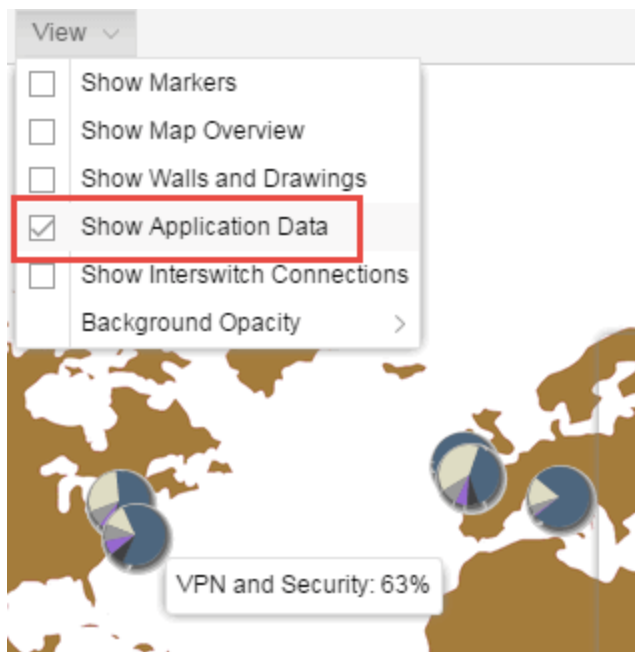 View
Show Markers
Show Map Overview
Show Walls and Drawings
Show Application Data
Show Interswitch Connections
Background Opacity
VPN and Security: 63%